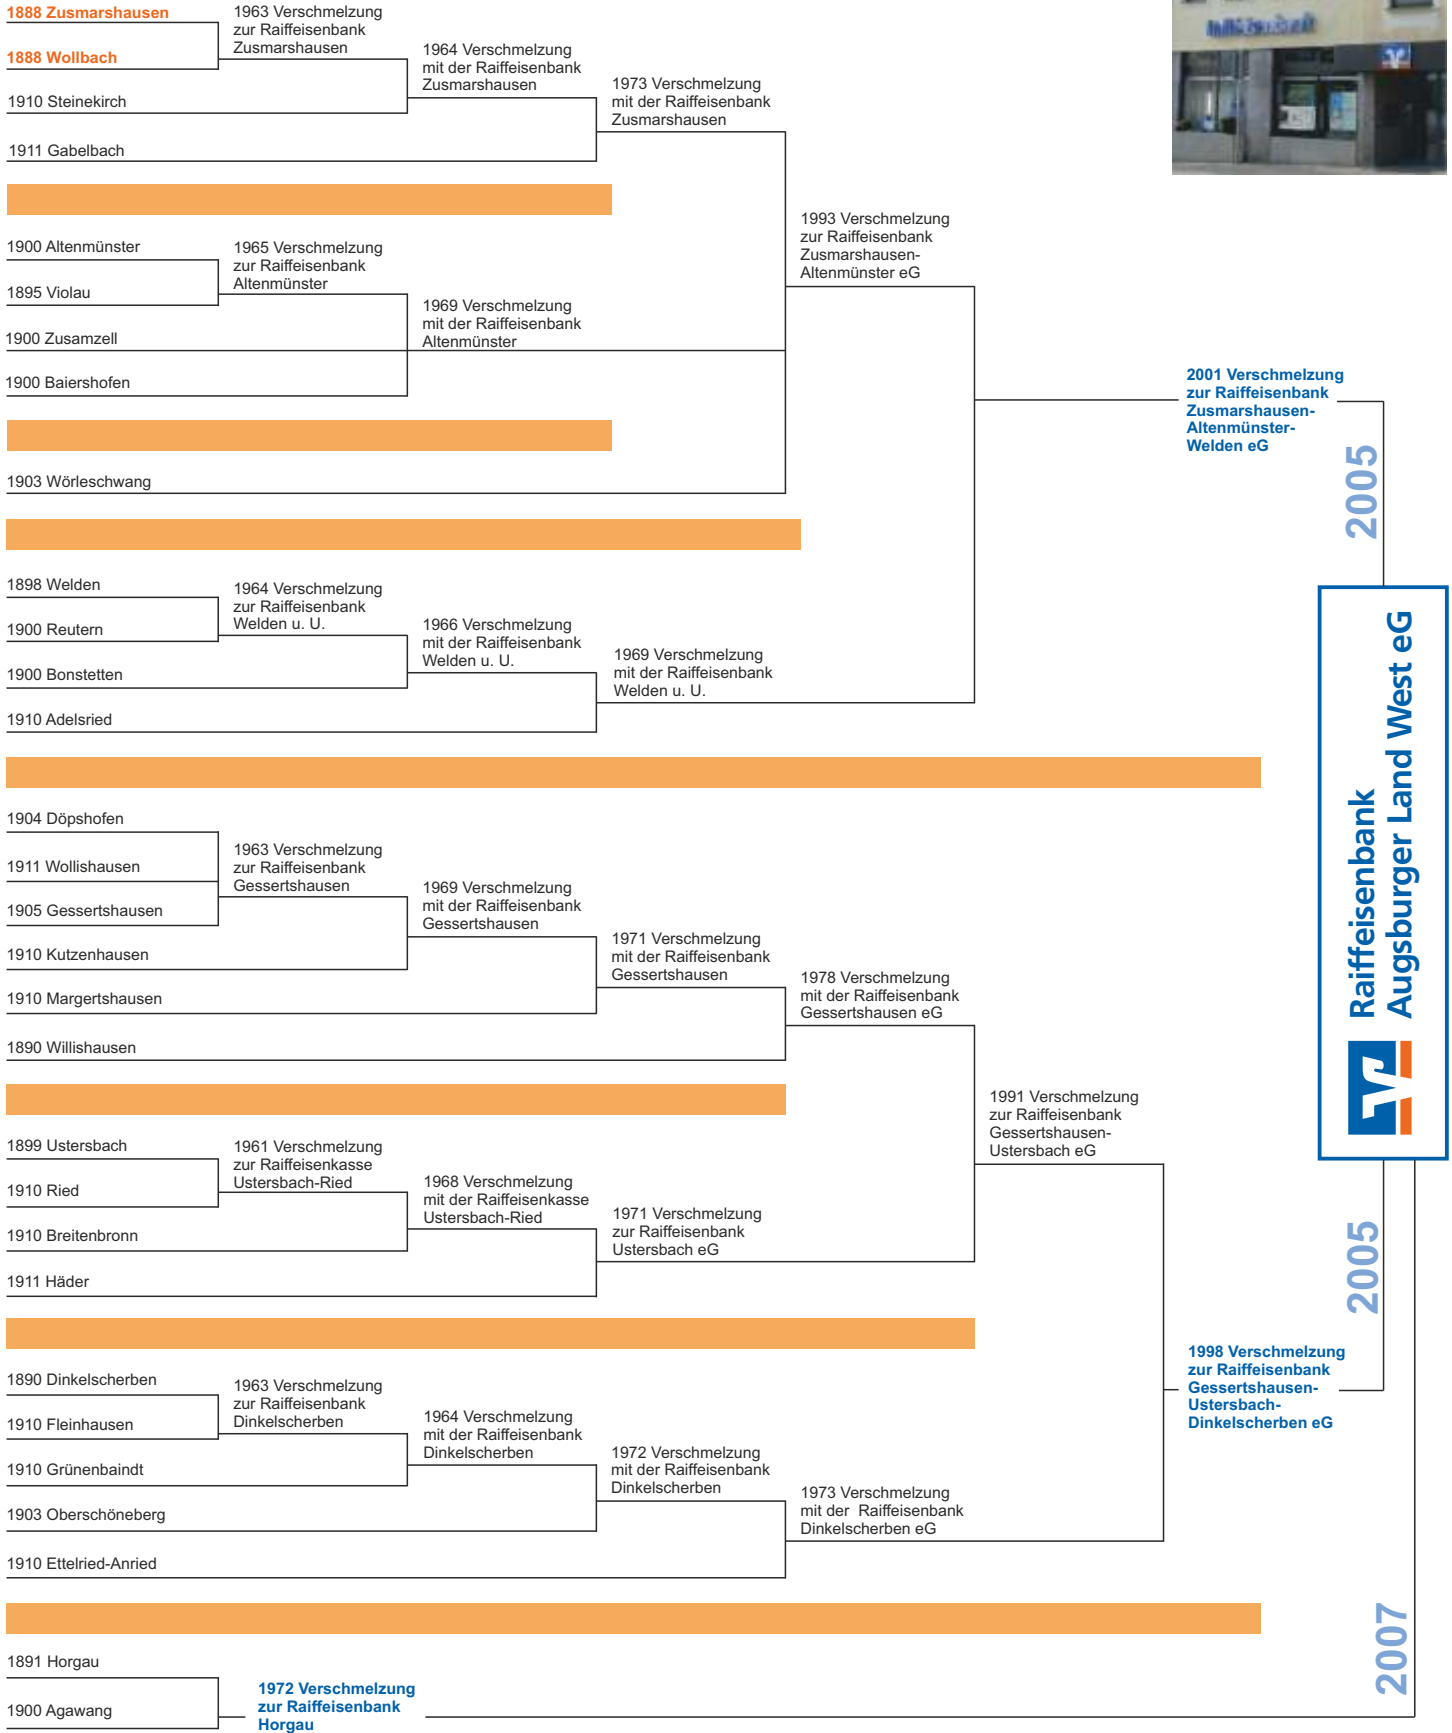 1888 Zusmarshausen
1888 Wollbach
1910 Steinekirch
1911 Gabelbach
1963 Verschmelzung
zur Raiffeisenbank
Zusmarshausen
1964 Verschmelzung
mit der Raiffeisenbank
Zusmarshausen
1973 Verschmelzung
mit der Raiffeisenbank
Zusmarshausen
1900 Altenmünster
1895 Violau
1900 Zusamzell
1900 Baiershofen
1965 Verschmelzung
zur Raiffeisenbank
Altenmünster
1969 Verschmelzung
mit der Raiffeisenbank
Altenmünster
1993 Verschmelzung
zur Raiffeisenbank
Zusmarshausen-
Altenmünster eG
1903 Wörleschwang
2001 Verschmelzung
zur Raiffeisenbank
Zusmarshausen-
Altenmünster-
Welden eG
2005
1898 Welden
1900 Reutern
1900 Bonstetten
1910 Adelsried
1964 Verschmelzung
zur Raiffeisenbank
Welden u. U.
1966 Verschmelzung
mit der Raiffeisenbank
Welden u. U.
1969 Verschmelzung
mit der Raiffeisenbank
Welden u. U.
Raiffeisenbank
Augsburger Land West eG
1904 Döpshofen
1911 Wollishausen
1905 Gessertshausen
1910 Kutzenhausen
1910 Margertshausen
1890 Willishausen
1963 Verschmelzung
zur Raiffeisenbank
Gessertshausen
1969 Verschmelzung
mit der Raiffeisenbank
Gessertshausen
1971 Verschmelzung
mit der Raiffeisenbank
Gessertshausen
1978 Verschmelzung
mit der Raiffeisenbank
Gessertshausen eG
1899 Ustersbach
1910 Ried
1910 Breitenbronn
1911 Häder
1961 Verschmelzung
zur Raiffeisenkasse
Ustersbach-Ried
1968 Verschmelzung
mit der Raiffeisenkasse
Ustersbach-Ried
1971 Verschmelzung
zur Raiffeisenbank
Ustersbach eG
1991 Verschmelzung
zur Raiffeisenbank
Gessertshausen-
Ustersbach eG
2005
1890 Dinkelscherben
1910 Fleinhausen
1910 Grünenbaindt
1903 Oberschöneberg
1910 Ettelried-Anried
1963 Verschmelzung
zur Raiffeisenbank
Dinkelscherben
1964 Verschmelzung
mit der Raiffeisenbank
Dinkelscherben
1972 Verschmelzung
mit der Raiffeisenbank
Dinkelscherben
1973 Verschmelzung
mit der Raiffeisenbank
Dinkelscherben eG
1998 Verschmelzung
zur Raiffeisenbank
Gessertshausen-
Ustersbach-
Dinkelscherben eG
2007
1891 Horgau
1900 Agawang
1972 Verschmelzung
zur Raiffeisenbank
Horgau